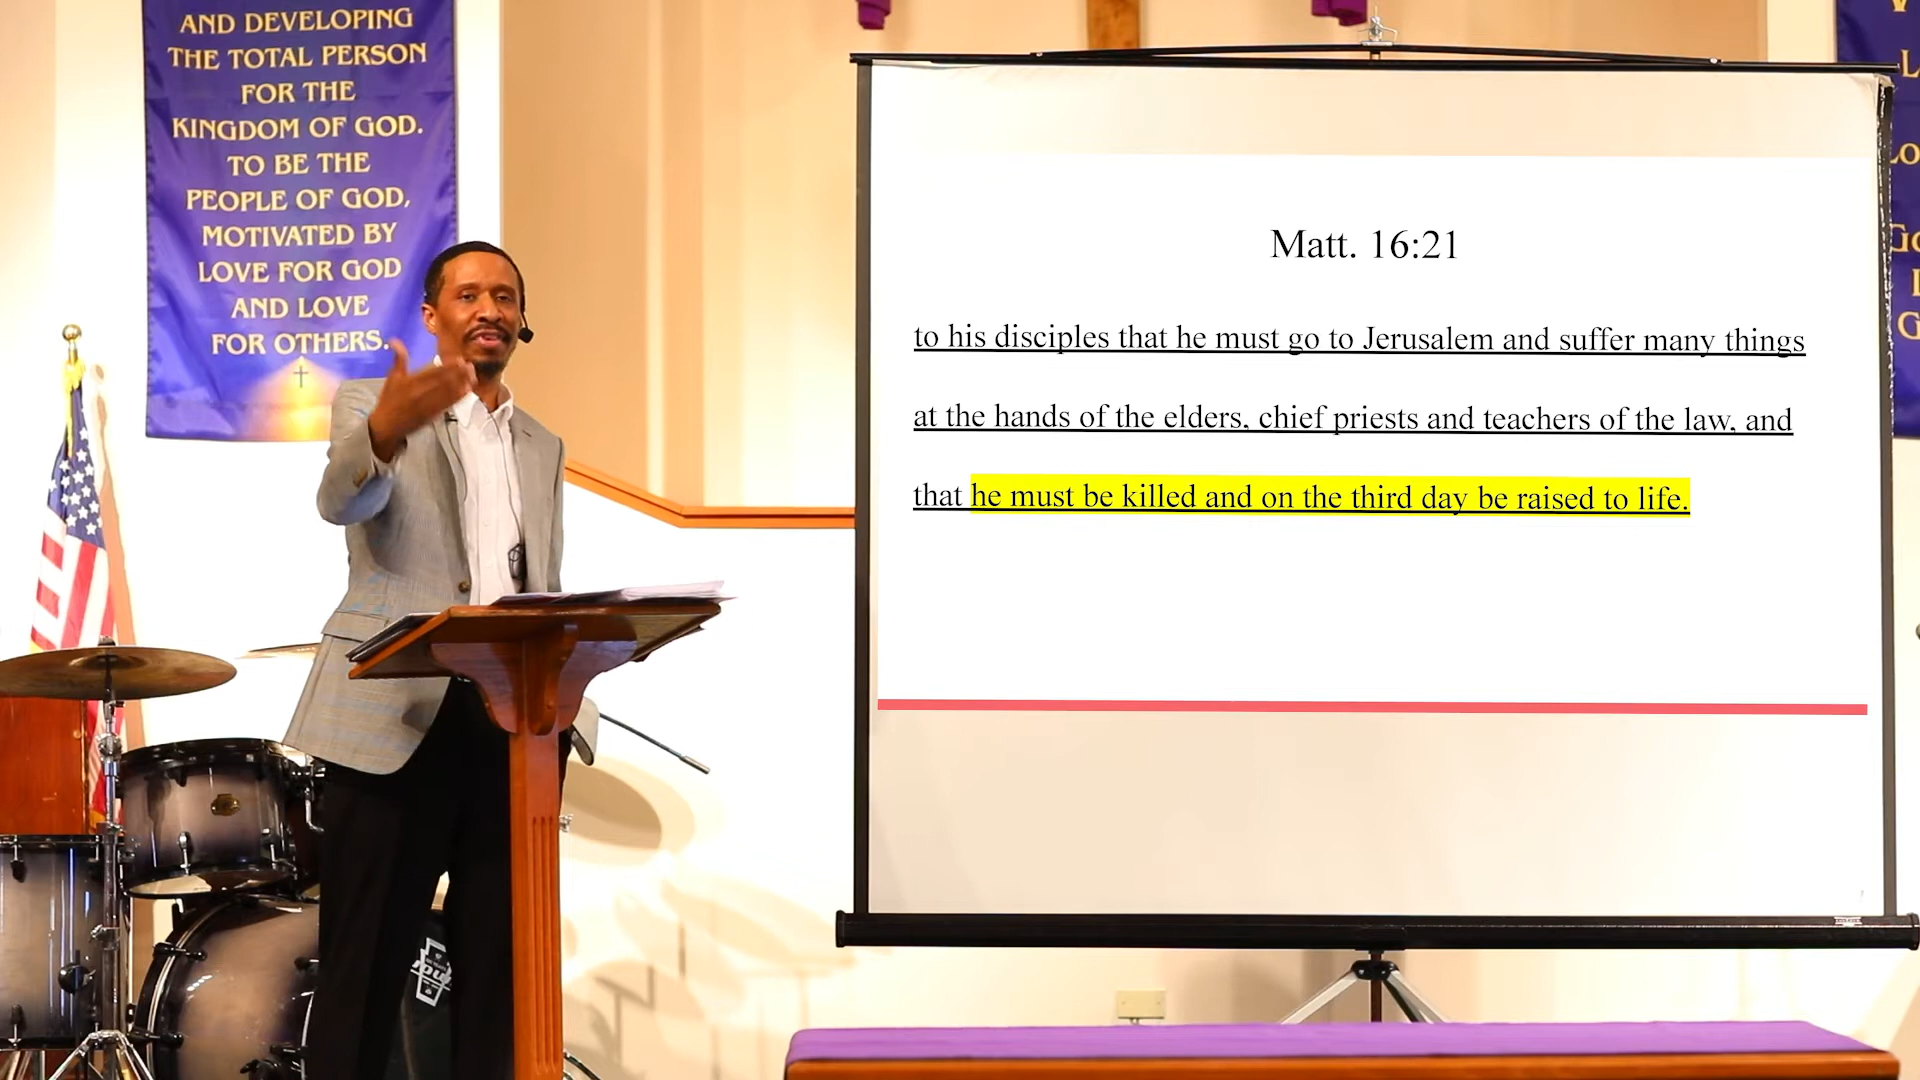 AND DEVELOPING
THE TOTAL PERSON
FOR THE
KINGDOM OF GOD.
TO BE THE
PEOPLE OF GOD,
MOTIVATED BY
LOVE FOR GOD
AND LOVE
FOR OTHERS.
Matt. 16:21
to his disciples that he must go to Jerusalem and suffer many things
at the hands of the elders, chief priests and teachers of the law, and
that he must be killed and on the third day be raised to life.